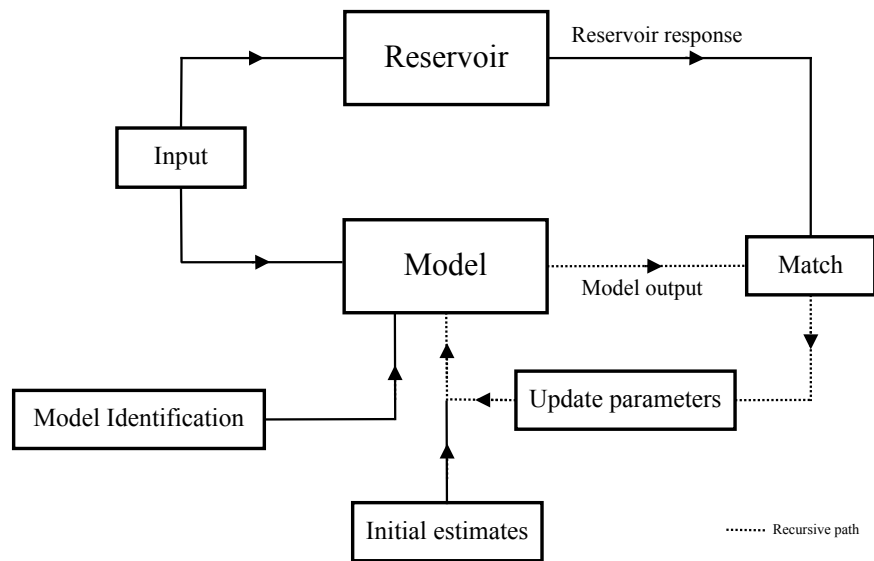 Reservoir
Reservoir response
Input
Model
Model output
Match
Model Identification
Update parameters
Initial estimates
Recursive path